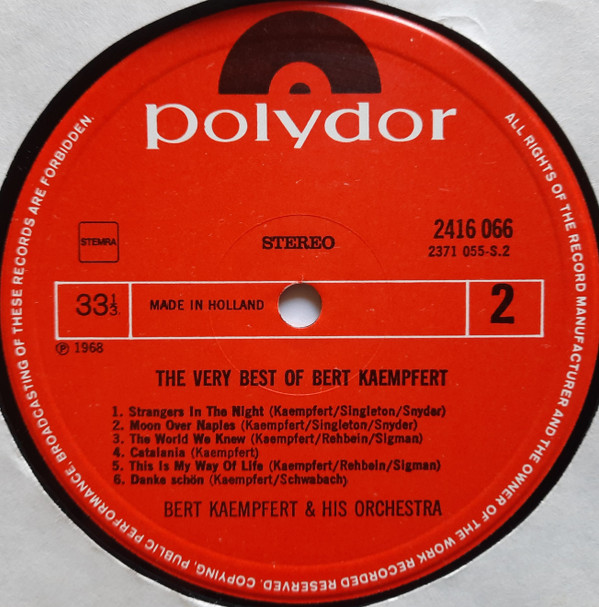 polydor
ALL RIGHTS OF THE RECORD MANUFACTURER AND THE OWNER OF THE WORK RECORDED RESERVED. COPYING, PUBLIC PERFORMANCE, BROADCASTING OF THESE RECORDS ARE FORBIDDEN.
STEMRA
STEREO
2416 066
2371 055-S.2
33⅓
MADE IN HOLLAND
2
℗ 1968
THE VERY BEST OF BERT KAEMPFERT
1. Strangers In The Night (Kaempfert/Singleton/Snyder)
2. Moon Over Naples (Kaempfert/Singleton/Snyder)
3. The World We Knew (Kaempfert/Rehbein/Sigman)
4. Catalania (Kaempfert)
5. This Is My Way Of Life (Kaempfert/Rehbein/Sigman)
6. Danke schön (Kaempfert/Schwabach)
BERT KAEMPFERT & HIS ORCHESTRA